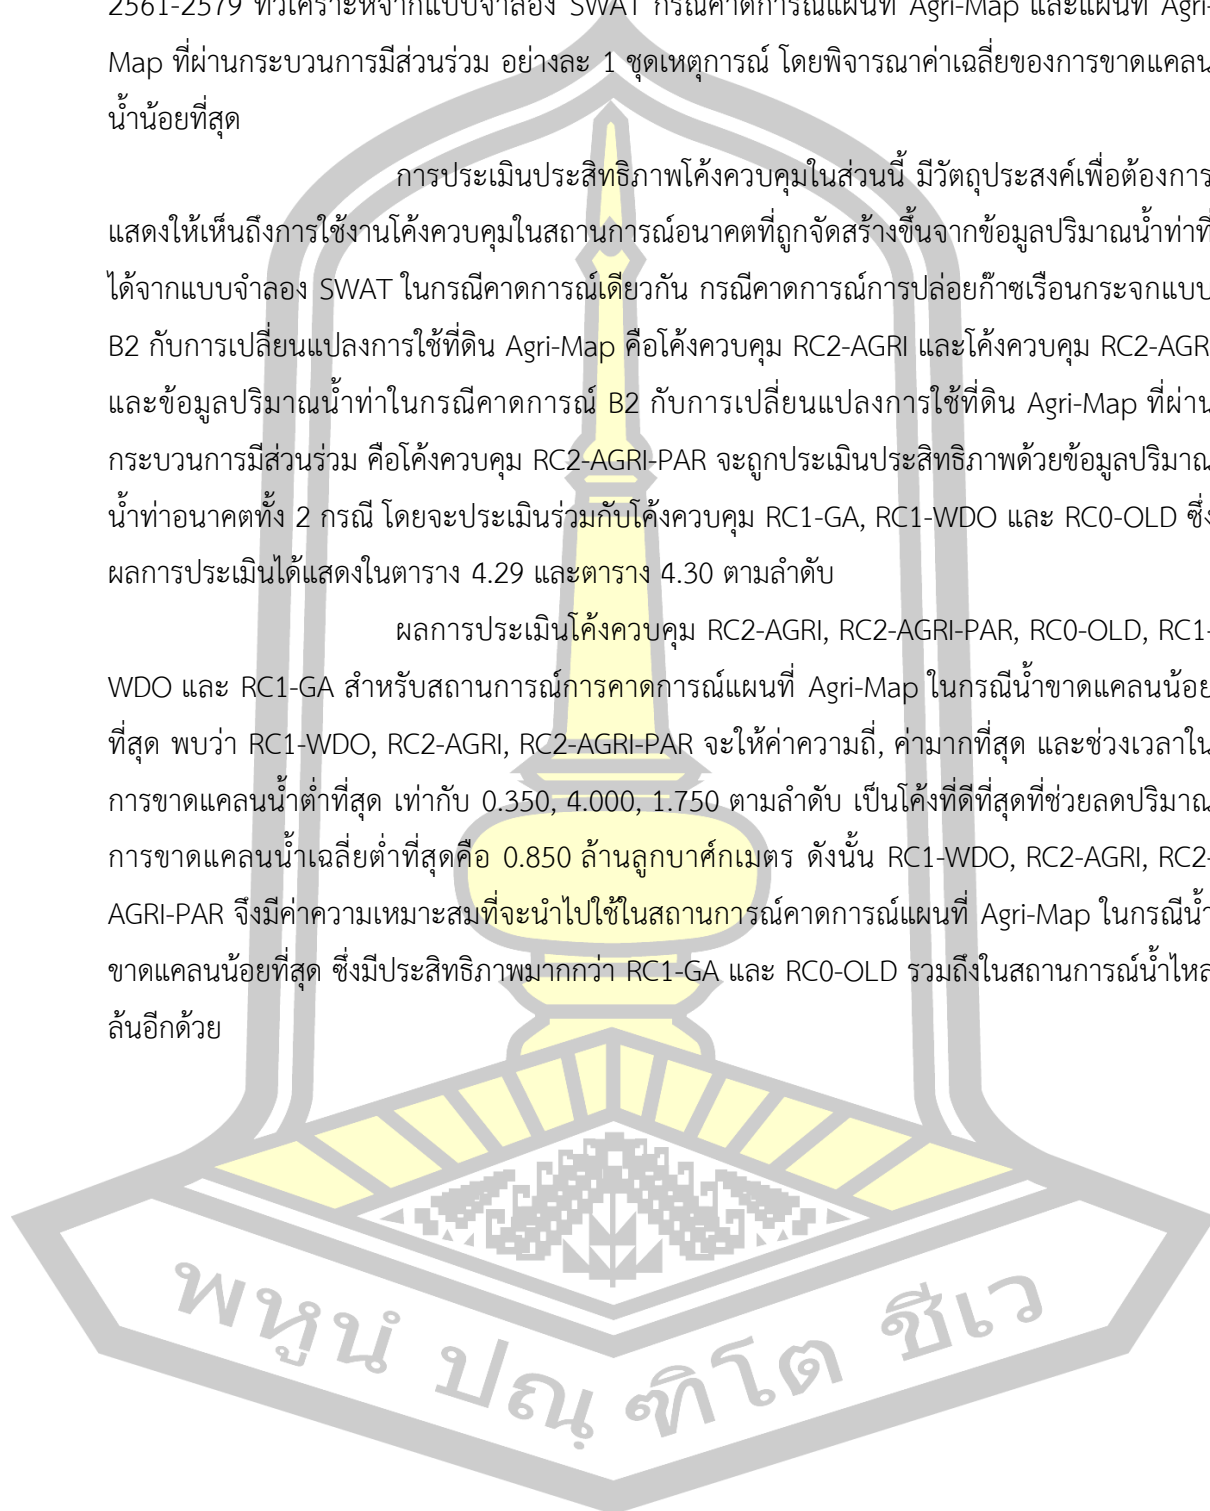 2561-2579 ที่วิเคราะห์จากแบบจำลอง SWAT กรณีคาดการณ์แผนที่ Agri-Map และแผนที่ Agri-
Map ที่ผ่านกระบวนการมีส่วนร่วม อย่างละ 1 ชุดเหตุการณ์ โดยพิจารณาค่าเฉลี่ยของการขาดแคลน
น้ำน้อยที่สุด
การประเมินประสิทธิภาพโค้งควบคุมในส่วนนี้ มีวัตถุประสงค์เพื่อต้องการ
แสดงให้เห็นถึงการใช้งานโค้งควบคุมในสถานการณ์อนาคตที่ถูกจัดสร้างขึ้นจากข้อมูลปริมาณน้ำท่าที่
ได้จากแบบจำลอง SWAT ในกรณีคาดการณ์เดียวกัน กรณีคาดการณ์การปล่อยก๊าซเรือนกระจกแบบ
B2 กับการเปลี่ยนแปลงการใช้ที่ดิน Agri-Map คือโค้งควบคุม RC2-AGRI และโค้งควบคุม RC2-AGR
และข้อมูลปริมาณน้ำท่าในกรณีคาดการณ์ B2 กับการเปลี่ยนแปลงการใช้ที่ดิน Agri-Map ที่ผ่าน
กระบวนการมีส่วนร่วม คือโค้งควบคุม RC2-AGRI-PAR จะถูกประเมินประสิทธิภาพด้วยข้อมูลปริมาณ
น้ำท่าอนาคตทั้ง 2 กรณี โดยจะประเมินร่วมกับโค้งควบคุม RC1-GA, RC1-WDO และ RC0-OLD ซึ่ง
ผลการประเมินได้แสดงในตาราง 4.29 และตาราง 4.30 ตามลำดับ
ผลการประเมินโค้งควบคุม RC2-AGRI, RC2-AGRI-PAR, RC0-OLD, RC1-
WDO และ RC1-GA สำหรับสถานการณ์การคาดการณ์แผนที่ Agri-Map ในกรณีน้ำขาดแคลนน้อย
ที่สุด พบว่า RC1-WDO, RC2-AGRI, RC2-AGRI-PAR จะให้ค่าความถี่, ค่ามากที่สุด และช่วงเวลาใน
การขาดแคลนน้ำต่ำที่สุด เท่ากับ 0.350, 4.000, 1.750 ตามลำดับ เป็นโค้งที่ดีที่สุดที่ช่วยลดปริมาณ
การขาดแคลนน้ำเฉลี่ยต่ำที่สุดคือ 0.850 ล้านลูกบาศก์เมตร ดังนั้น RC1-WDO, RC2-AGRI, RC2-
AGRI-PAR จึงมีค่าความเหมาะสมที่จะนำไปใช้ในสถานการณ์คาดการณ์แผนที่ Agri-Map ในกรณีน้ำ
ขาดแคลนน้อยที่สุด ซึ่งมีประสิทธิภาพมากกว่า RC1-GA และ RC0-OLD รวมถึงในสถานการณ์น้ำไหล
ล้นอีกด้วย
พหูนํ ปณฺ ฑิโต ชีเว